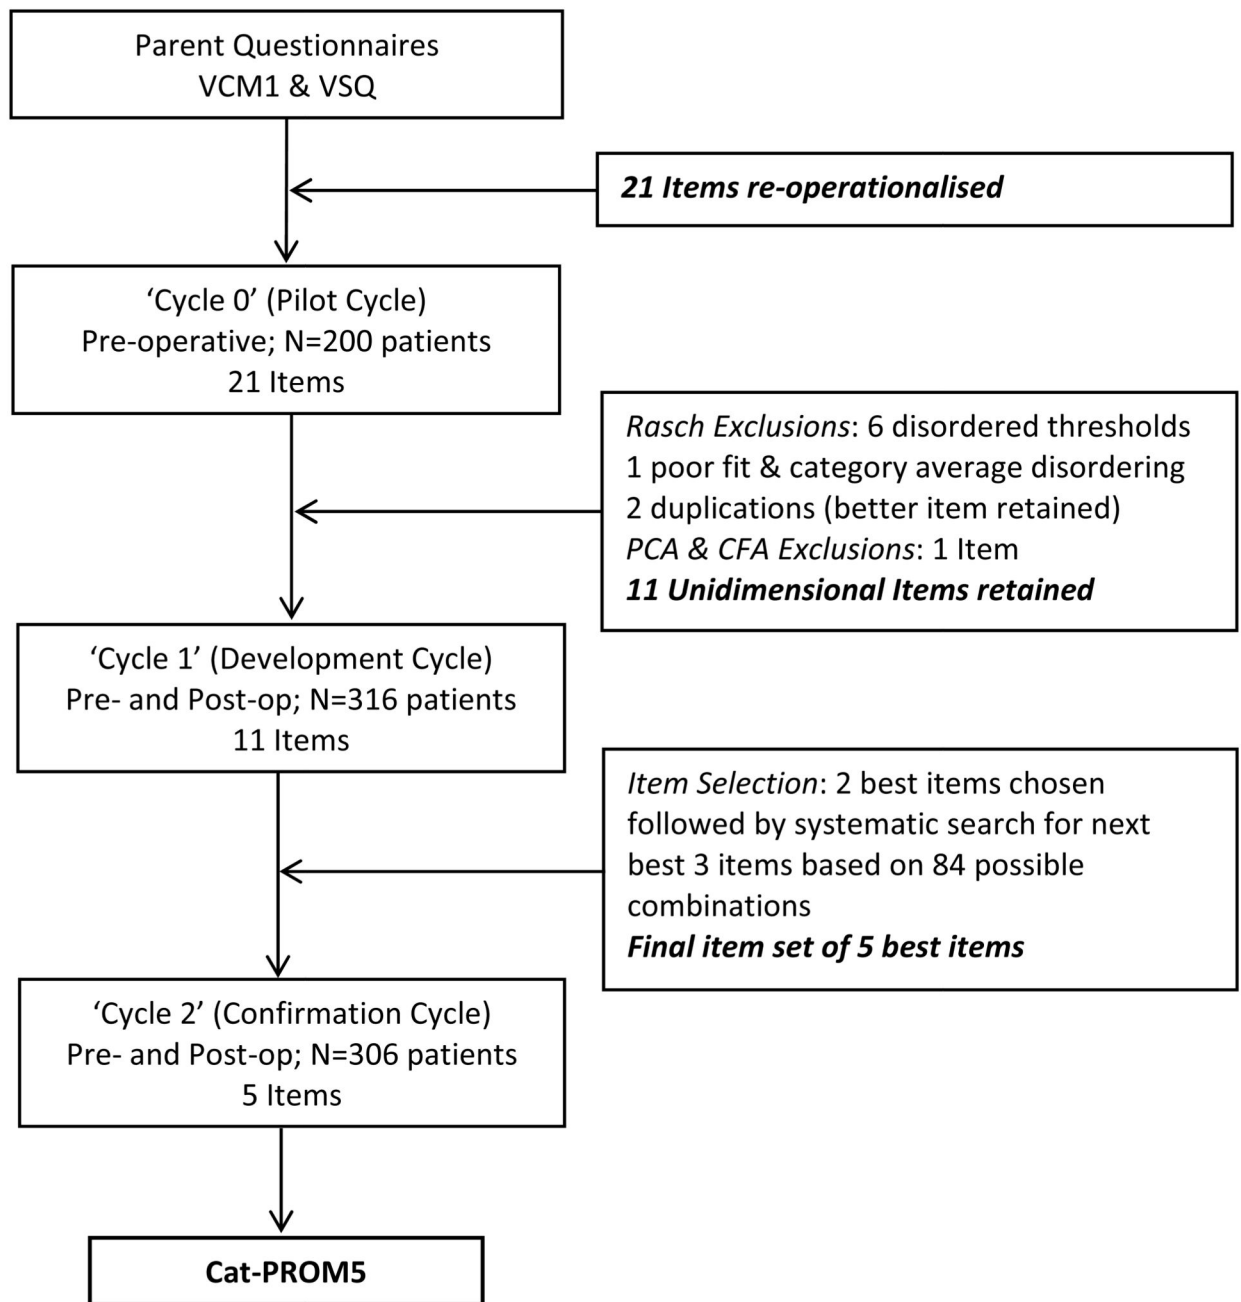 Parent Questionnaires
VCM1 & VSQ
21 Items re-operationalised
‘Cycle 0’ (Pilot Cycle)
Pre-operative; N=200 patients
21 Items
Rasch Exclusions: 6 disordered thresholds
1 poor fit & category average disordering
2 duplications (better item retained)
PCA & CFA Exclusions: 1 Item
11 Unidimensional Items retained
‘Cycle 1’ (Development Cycle)
Pre- and Post-op; N=316 patients
11 Items
Item Selection: 2 best items chosen
followed by systematic search for next
best 3 items based on 84 possible
combinations
Final item set of 5 best items
‘Cycle 2’ (Confirmation Cycle)
Pre- and Post-op; N=306 patients
5 Items
Cat-PROM5